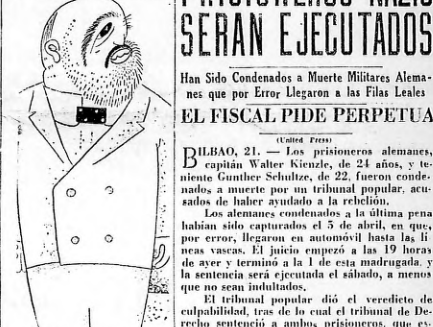 PRISIONEROS NAZIS
SERAN EJECUTADOS
Han Sido Condenados a Muerte Militares Alema-
nes que por Error Llegaron a las Filas Leales
EL FISCAL PIDE PERPETUA
(United Press)
BILBAO, 21. — Los prisioneros alemanes,
capitán Walter Kienzle, de 24 años, y te-
niente Gunther Schultze, de 22, fueron conde-
nados a muerte por un tribunal popular, acu-
sados de haber ayudado a la rebelión.
Los alemanes condenados a la última pena
habían sido capturados el 5 de abril, en que,
por error, llegaron en automóvil hasta las lí
neas vascas. El juicio empezó a las 19 horas
de ayer y terminó a la 1 de esta madrugada, y
la sentencia será ejecutada el sábado, a menos
que no sean indultados.
El tribunal popular dió el veredicto de
culpabilidad, tras de lo cual el tribunal de De-
recho sentenció a ambos prisioneros, que es-